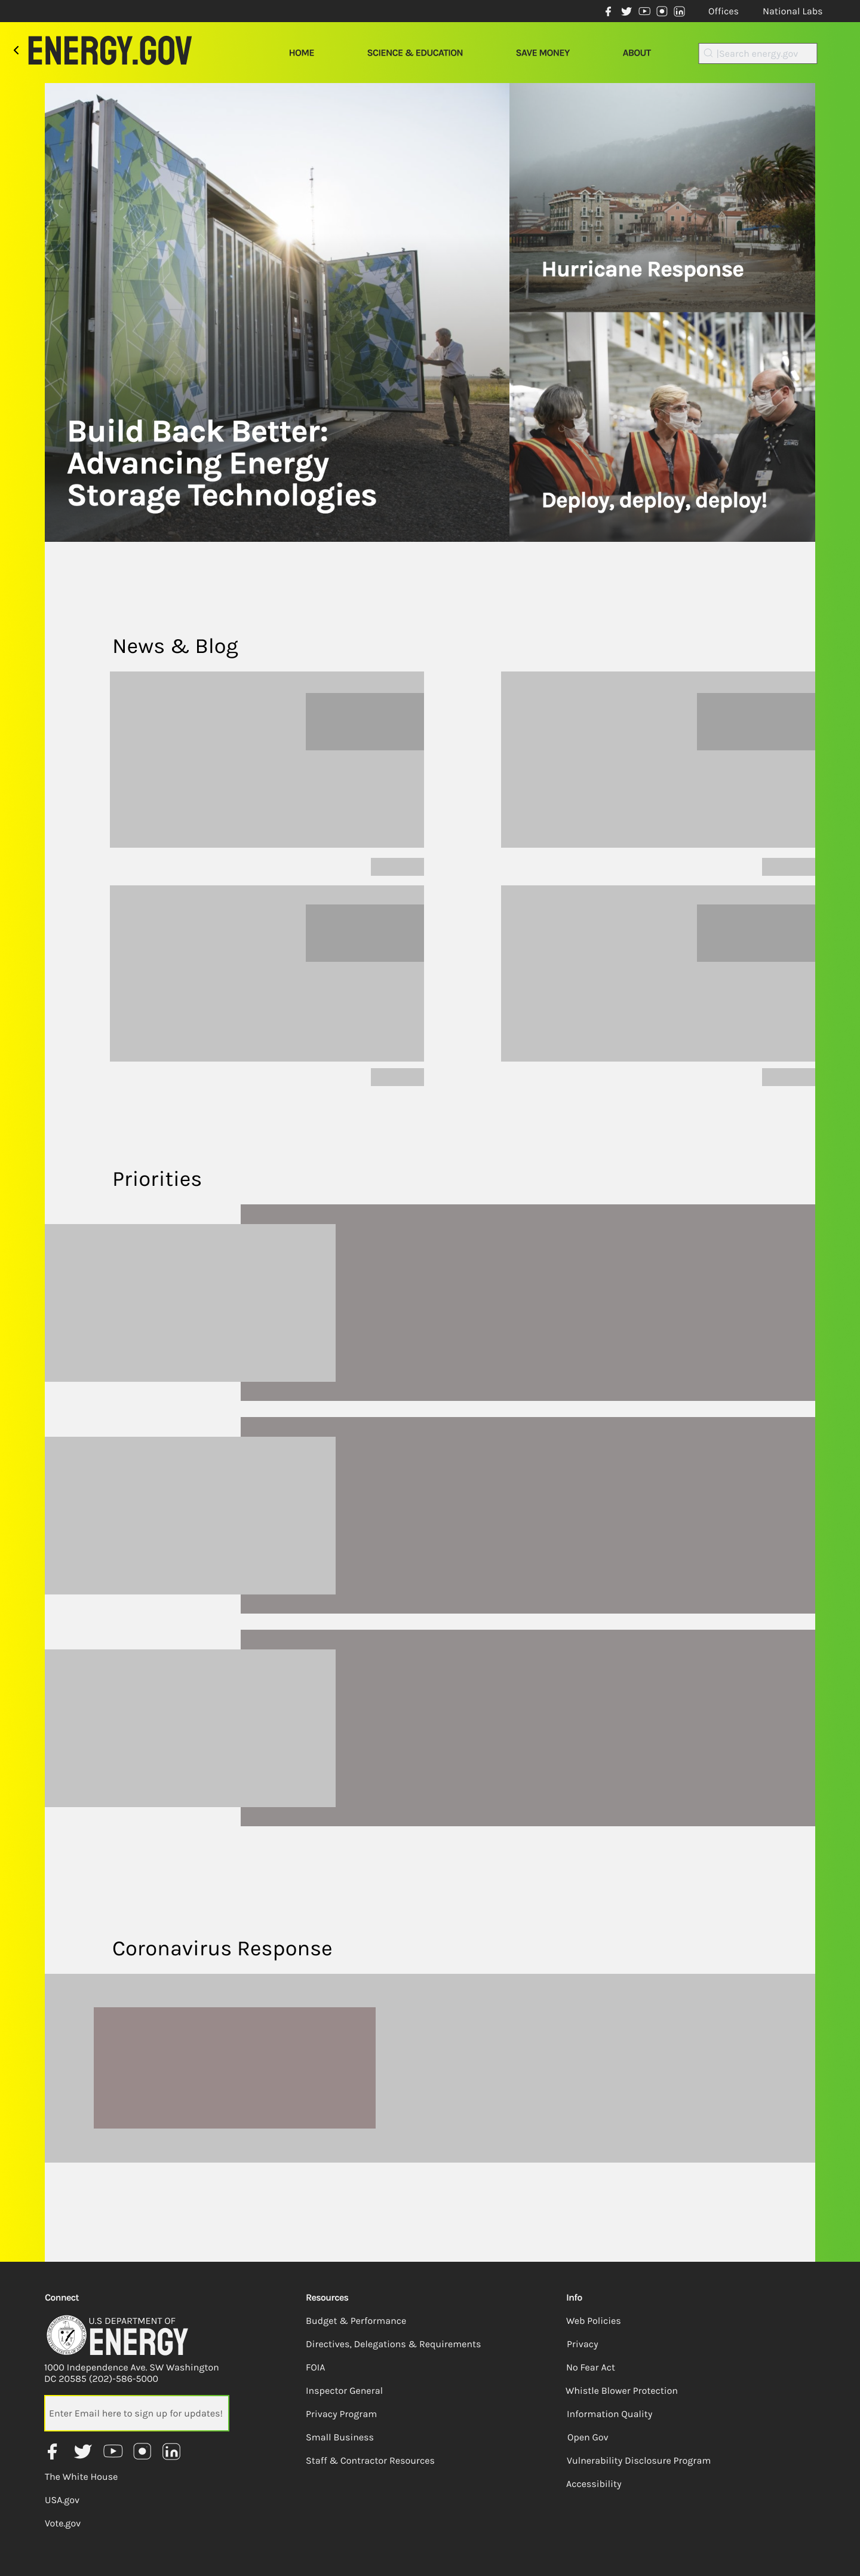 Offices
National Labs
ENERGY.GOV
HOME
SCIENCE & EDUCATION
SAVE MONEY
ABOUT
|Search energy.gov
Hurricane Response
Build Back Better:
Advancing Energy
Storage Technologies
Deploy, deploy, deploy!
News & Blog
Priorities
Coronavirus Response
Connect
U.S DEPARTMENT OF
ENERGY
1000 Independence Ave. SW Washington
DC 20585 (202)-586-5000
Enter Email here to sign up for updates!
The White House
USA.gov
Vote.gov
Resources
Budget & Performance
Directives, Delegations & Requirements
FOIA
Inspector General
Privacy Program
Small Business
Staff & Contractor Resources
Info
Web Policies
Privacy
No Fear Act
Whistle Blower Protection
Information Quality
Open Gov
Vulnerability Disclosure Program
Accessibility